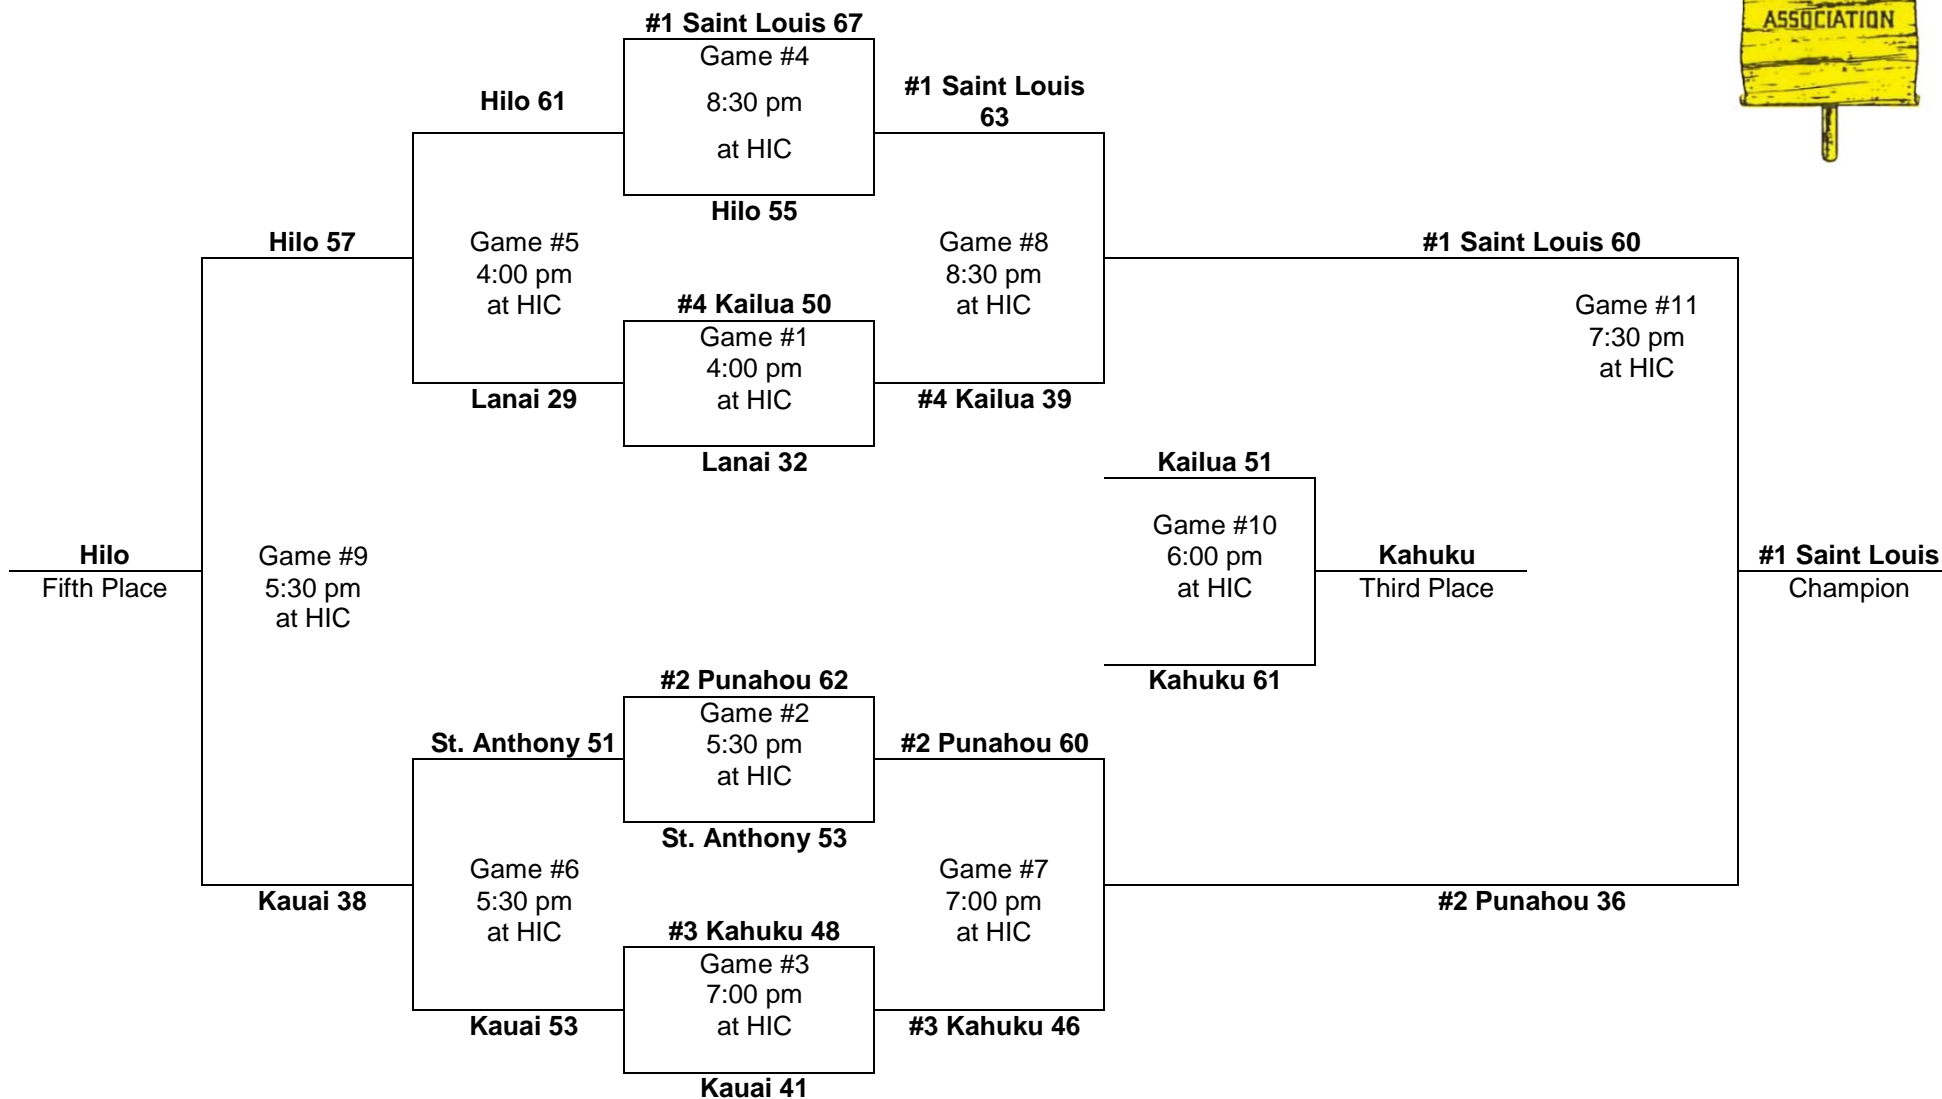 ASSOCIATION
#1 Saint Louis 67
Game #4
8:30 pm
at HIC
Hilo 55
Hilo 61
Game #5
4:00 pm
at HIC
Lanai 29
#4 Kailua 50
Game #1
4:00 pm
at HIC
Lanai 32
#1 Saint Louis
63
Game #8
8:30 pm
at HIC
#4 Kailua 39
Hilo 57
Game #9
5:30 pm
at HIC
Kauai 38
Hilo
Fifth Place
#2 Punahou 62
Game #2
5:30 pm
at HIC
St. Anthony 53
St. Anthony 51
Game #6
5:30 pm
at HIC
Kauai 53
#3 Kahuku 48
Game #3
7:00 pm
at HIC
Kauai 41
#2 Punahou 60
Game #7
7:00 pm
at HIC
#3 Kahuku 46
Kailua 51
Game #10
6:00 pm
at HIC
Kahuku 61
Kahuku
Third Place
#1 Saint Louis 60
Game #11
7:30 pm
at HIC
#2 Punahou 36
#1 Saint Louis
Champion